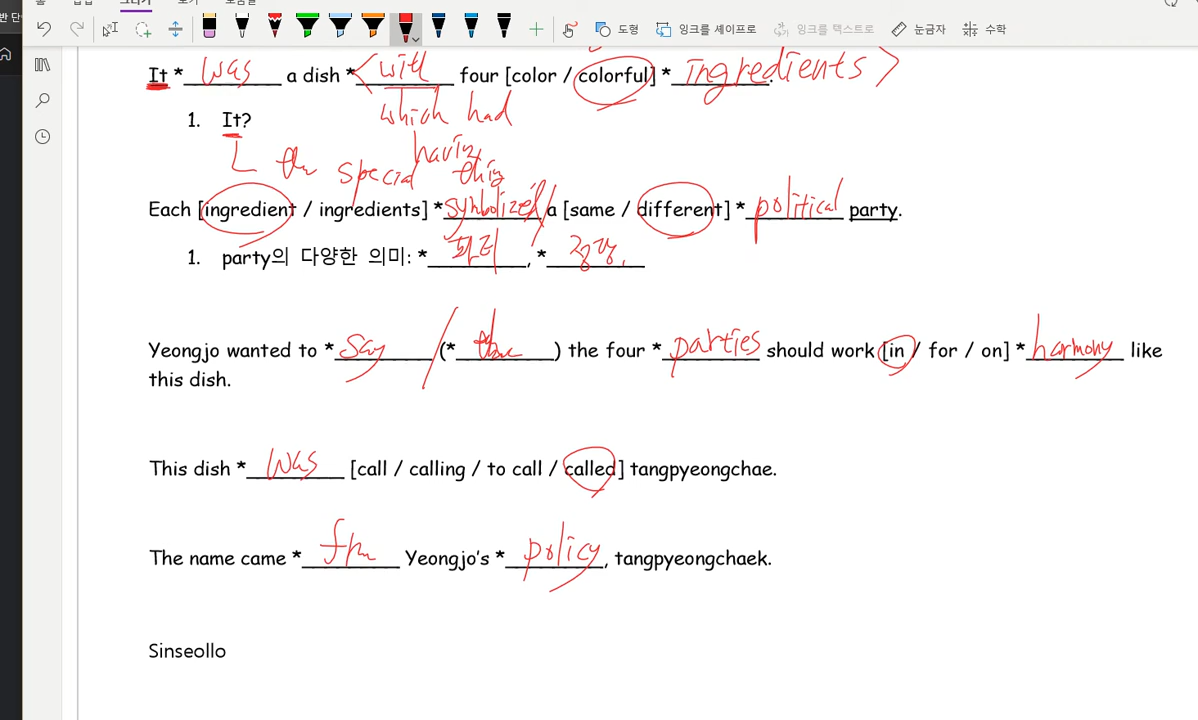 도형 잉크를 셰이프로 잉크를 텍스트로 눈금자 수학
It * was a dish * with four [color / colorful] * ingredients.
which had
1. It?
having
the special thing
Each [ingredient / ingredients] * symbolized a [same / different] * political party.
1. party의 다양한 의미: * 파티, * 정당.
Yeongjo wanted to * say (* that) the four * parties should work [in / for / on] * harmony like
this dish.
This dish * was [call / calling / to call / called] tangpyeongchae.
The name came * from Yeongjo's * policy, tangpyeongchaek.
Sinseollo